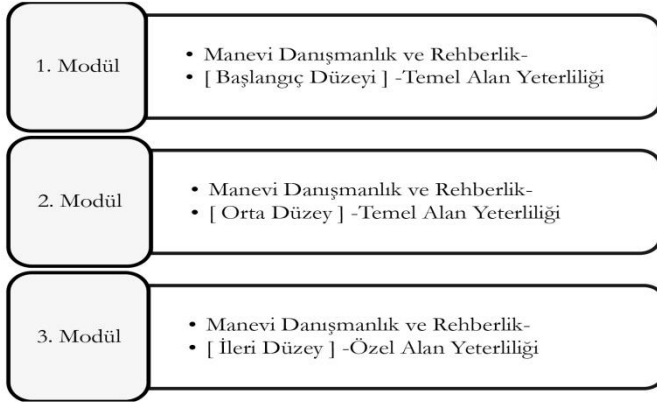 1. Modül
• Manevi Danışmanlık ve Rehberlik-
• [ Başlangıç Düzeyi ] -Temel Alan Yeterliliği
2. Modül
• Manevi Danışmanlık ve Rehberlik-
• [ Orta Düzey ] -Temel Alan Yeterliliği
3. Modül
• Manevi Danışmanlık ve Rehberlik-
• [ İleri Düzey ] -Özel Alan Yeterliliği